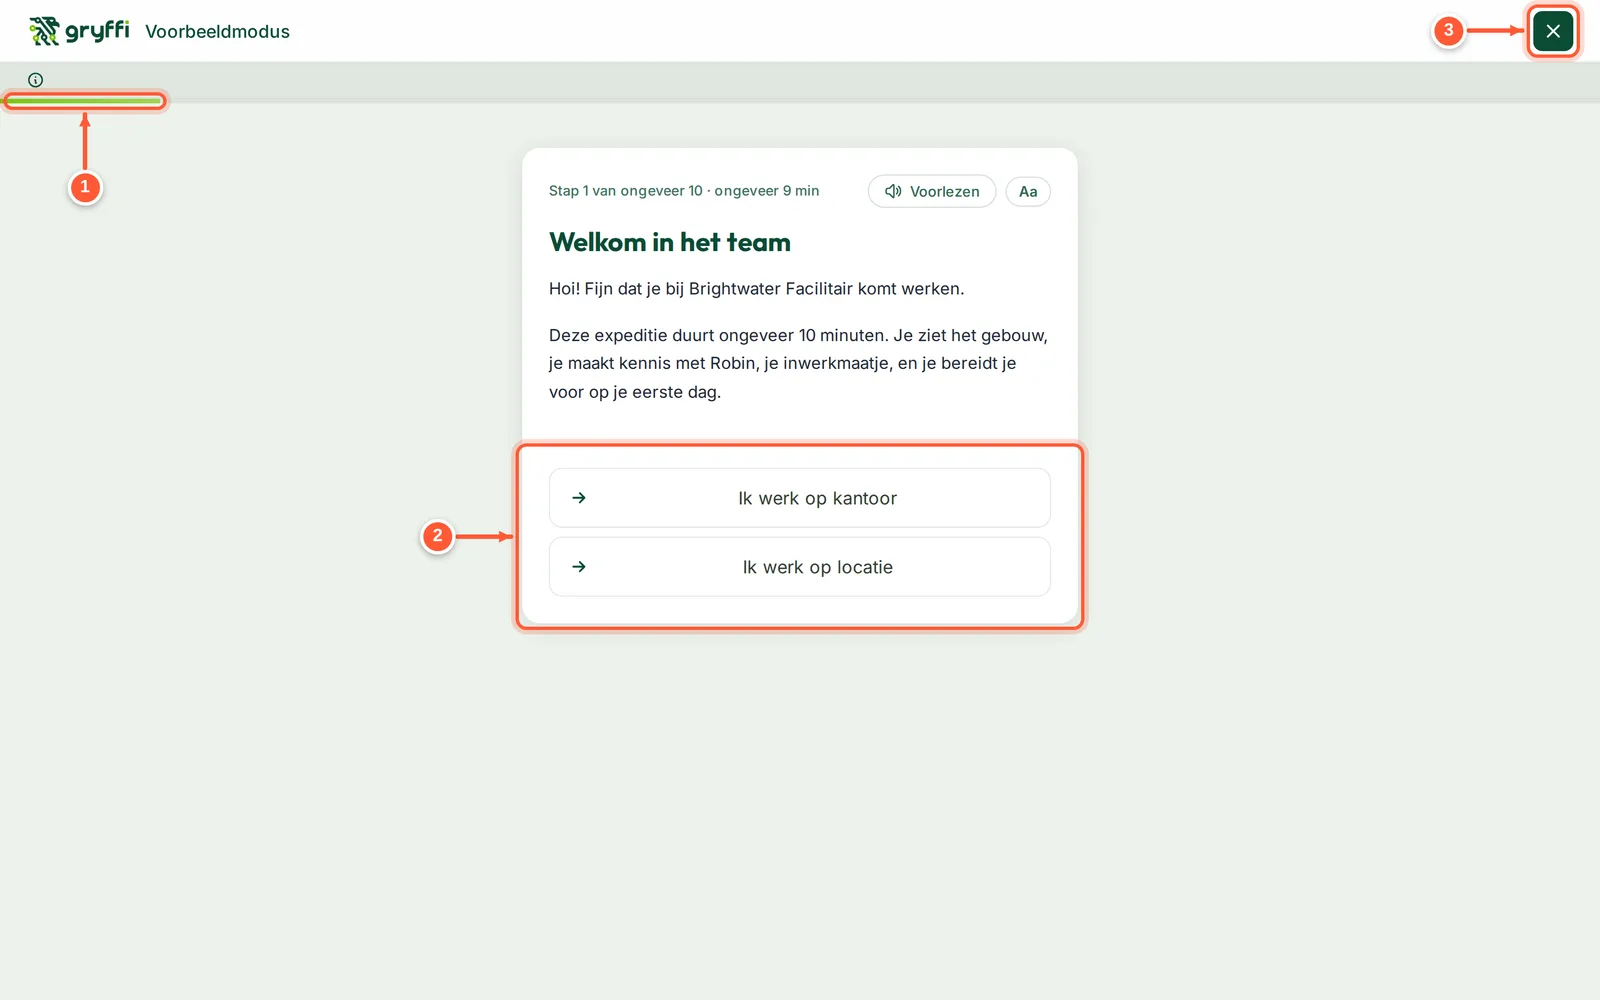 gryffi Voorbeeldmodus
3
1
Stap 1 van ongeveer 10 · ongeveer 9 min
Voorlezen
Aa
Welkom in het team
Hoi! Fijn dat je bij Brightwater Facilitair komt werken.
Deze expeditie duurt ongeveer 10 minuten. Je ziet het gebouw,
je maakt kennis met Robin, je inwerkmaatje, en je bereidt je
voor op je eerste dag.
2
Ik werk op kantoor
Ik werk op locatie